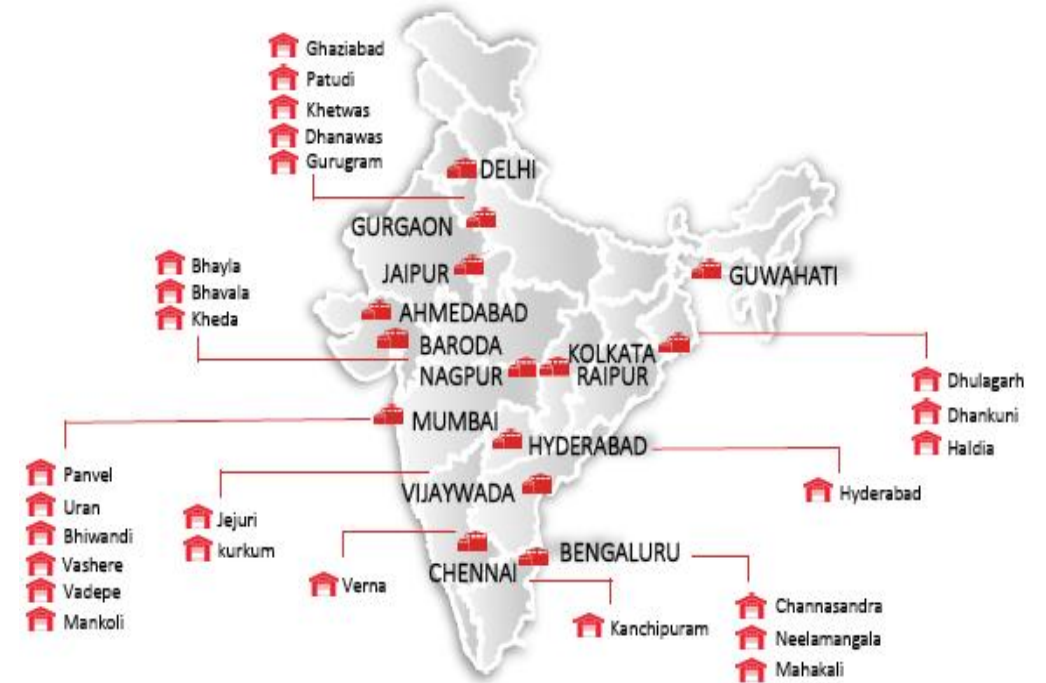 Ghaziabad
Patudi
Khetwas
Dhanawas
Gurugram
DELHI
GURGAON
JAIPUR
GUWAHATI
Bhayla
Bhavala
Kheda
AHMEDABAD
BARODA
NAGPUR
KOLKATA
RAIPUR
Dhulagarh
Dhankuni
Haldia
MUMBAI
HYDERABAD
Panvel
Uran
Bhiwandi
Vashere
Vadepe
Mankoli
Jejuri
kurkum
VIJAYWADA
Hyderabad
Verna
CHENNAI
BENGALURU
Kanchipuram
Channasandra
Neelamangala
Mahakali